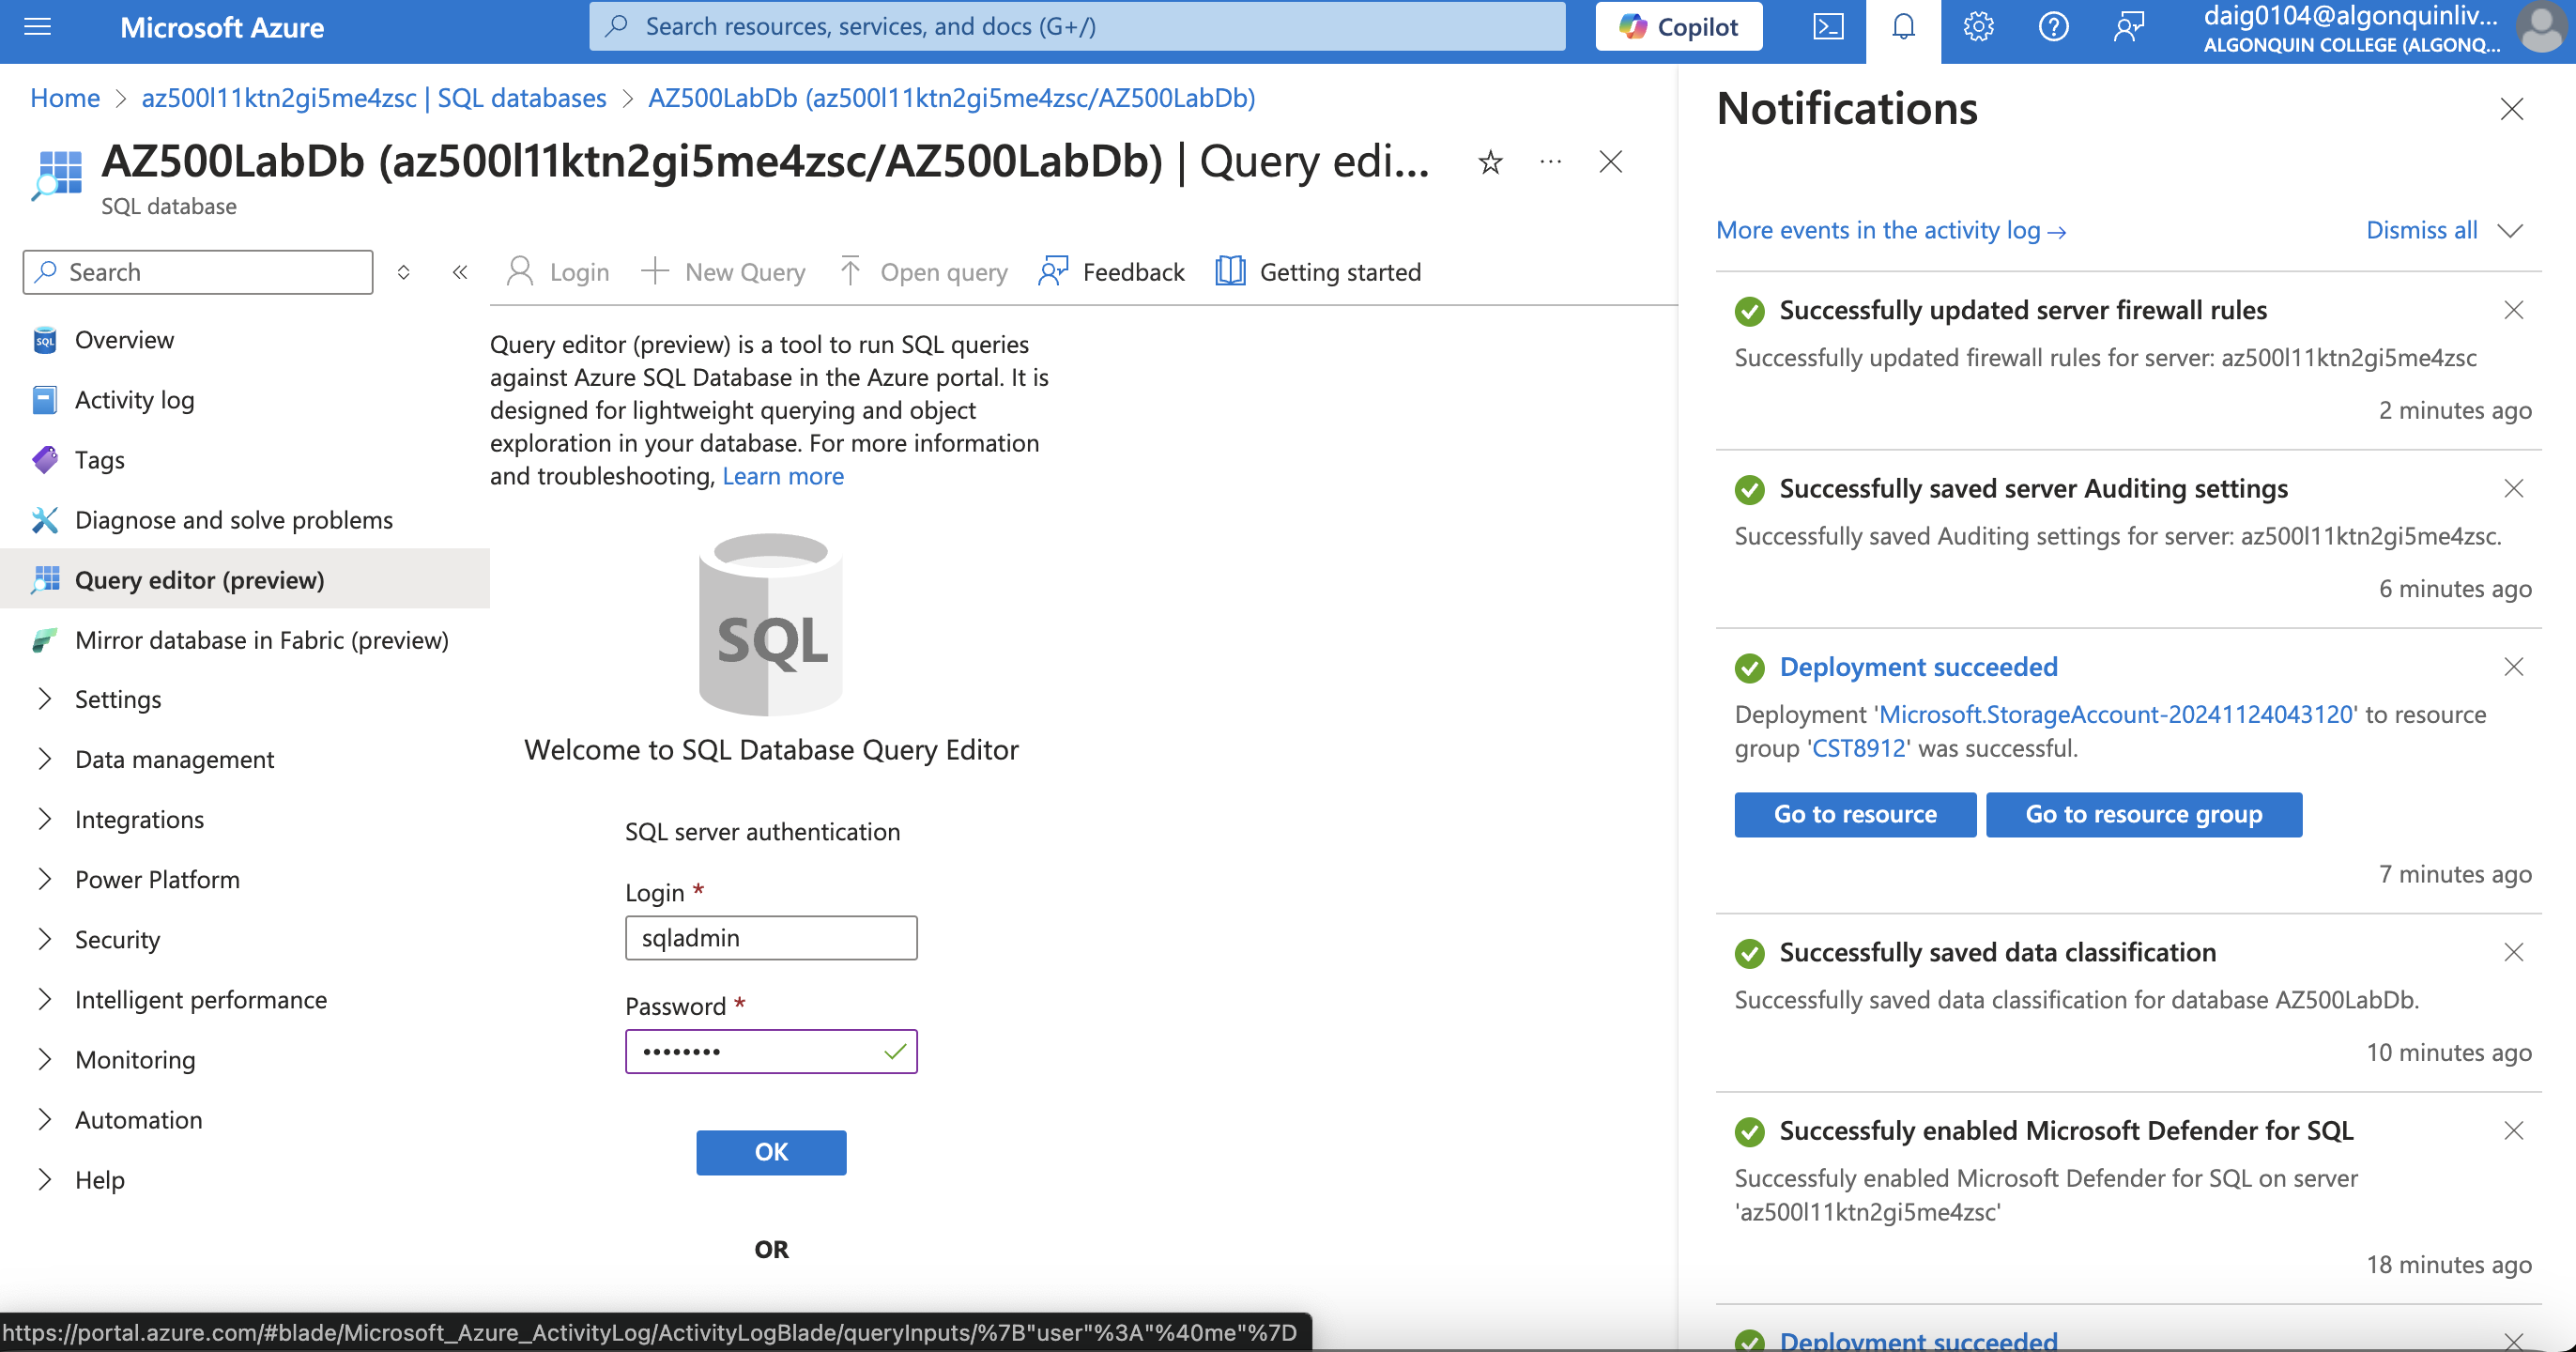 Microsoft Azure
Search resources, services, and docs (G+/)
Copilot
daig0104@algonquinliv...
ALGONQUIN COLLEGE (ALGONQ...
Home > az500l11ktn2gi5me4zsc | SQL databases > AZ500LabDb (az500l11ktn2gi5me4zsc/AZ500LabDb)
AZ500LabDb (az500l11ktn2gi5me4zsc/AZ500LabDb) | Query edi...
SQL database
Search
Login
New Query
Open query
Feedback
Getting started
Overview
Activity log
Tags
Diagnose and solve problems
Query editor (preview)
Mirror database in Fabric (preview)
Settings
Data management
Integrations
Power Platform
Security
Intelligent performance
Monitoring
Automation
Help
Query editor (preview) is a tool to run SQL queries
against Azure SQL Database in the Azure portal. It is
designed for lightweight querying and object
exploration in your database. For more information
and troubleshooting, Learn more
SQL
Welcome to SQL Database Query Editor
SQL server authentication
Login *
sqladmin
Password *
••••••••
OK
OR
https://portal.azure.com/#blade/Microsoft_Azure_ActivityLog/ActivityLogBlade/queryInputs/%7B"user"%3A"%40me"%7D
Notifications
More events in the activity log →
Dismiss all
Successfully updated server firewall rules
Successfully updated firewall rules for server: az500l11ktn2gi5me4zsc
2 minutes ago
Successfully saved server Auditing settings
Successfully saved Auditing settings for server: az500l11ktn2gi5me4zsc.
6 minutes ago
Deployment succeeded
Deployment 'Microsoft.StorageAccount-20241124043120' to resource
group 'CST8912' was successful.
Go to resource
Go to resource group
7 minutes ago
Successfully saved data classification
Successfully saved data classification for database AZ500LabDb.
10 minutes ago
Successfuly enabled Microsoft Defender for SQL
Successfuly enabled Microsoft Defender for SQL on server
'az500l11ktn2gi5me4zsc'
18 minutes ago
Deployment succeeded